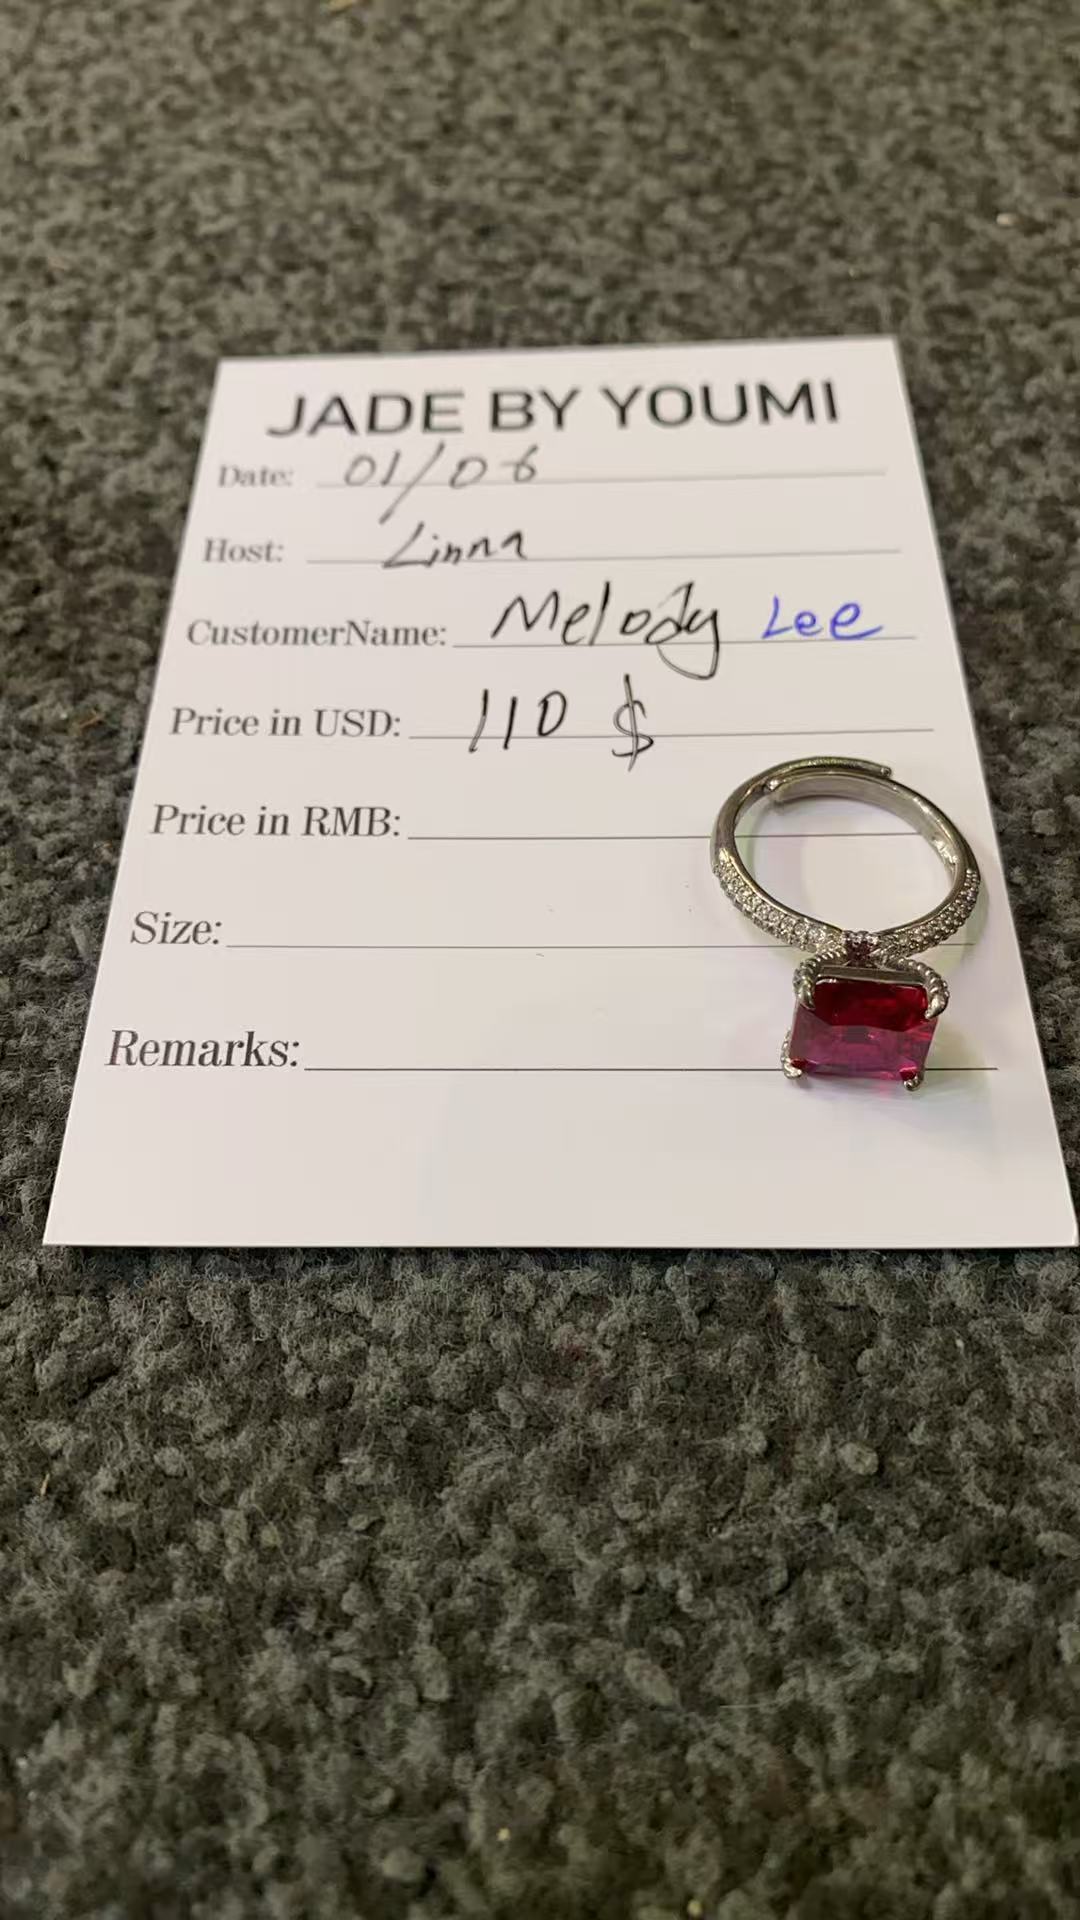 JADE BY YOUMI
Date: 01/06
Host: Linna
CustomerName: Melody Lee
Price in USD: 110 $
Price in RMB:
Size:
Remarks: